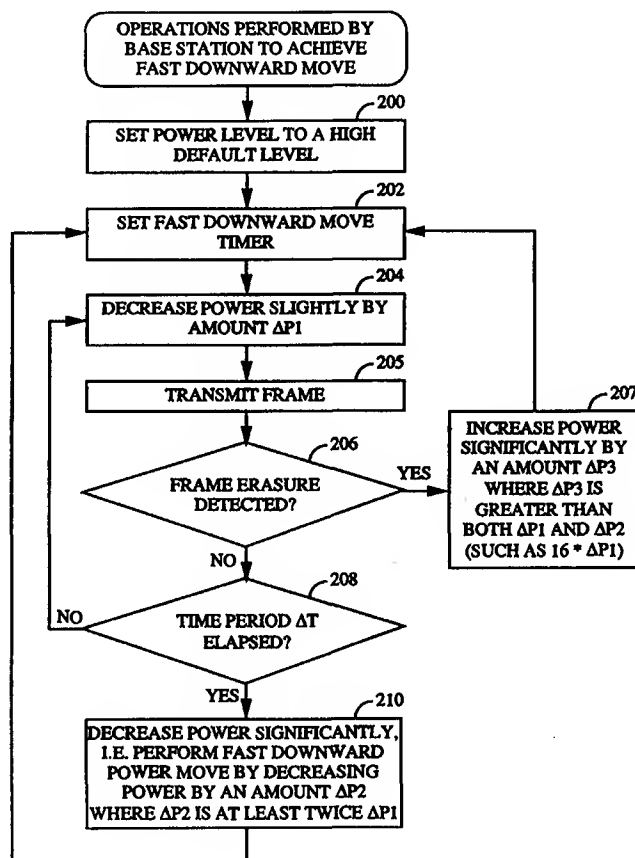 OPERATIONS PERFORMED BY
BASE STATION TO ACHIEVE
FAST DOWNWARD MOVE
200
SET POWER LEVEL TO A HIGH
DEFAULT LEVEL
202
SET FAST DOWNWARD MOVE
TIMER
204
DECREASE POWER SLIGHTLY BY
AMOUNT ΔP1
205
TRANSMIT FRAME
206
FRAME ERASURE
DETECTED?
YES
207
INCREASE POWER
SIGNIFICANTLY BY
AN AMOUNT ΔP3
WHERE ΔP3 IS
GREATER THAN
BOTH ΔP1 AND ΔP2
(SUCH AS 16 * ΔP1)
NO
208
TIME PERIOD ΔT
ELAPSED?
NO
YES
210
DECREASE POWER SIGNIFICANTLY,
I.E. PERFORM FAST DOWNWARD
POWER MOVE BY DECREASING
POWER BY AN AMOUNT ΔP2
WHERE ΔP2 IS AT LEAST TWICE ΔP1